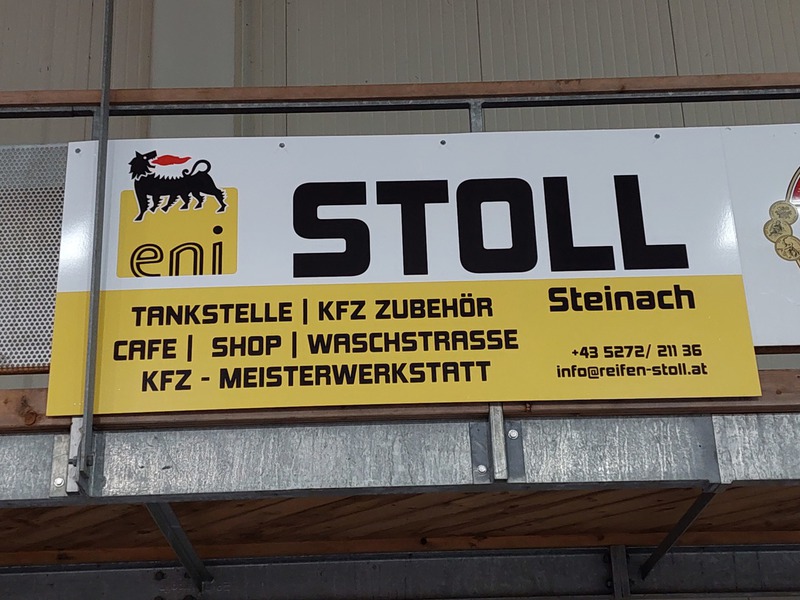 eni
STOLL
Steinach
TANKSTELLE | KFZ ZUBEHÖR
CAFE | SHOP | WASCHSTRASSE
KFZ - MEISTERWERKSTATT
+43 5272/ 211 36
info@reifen-stoll.at